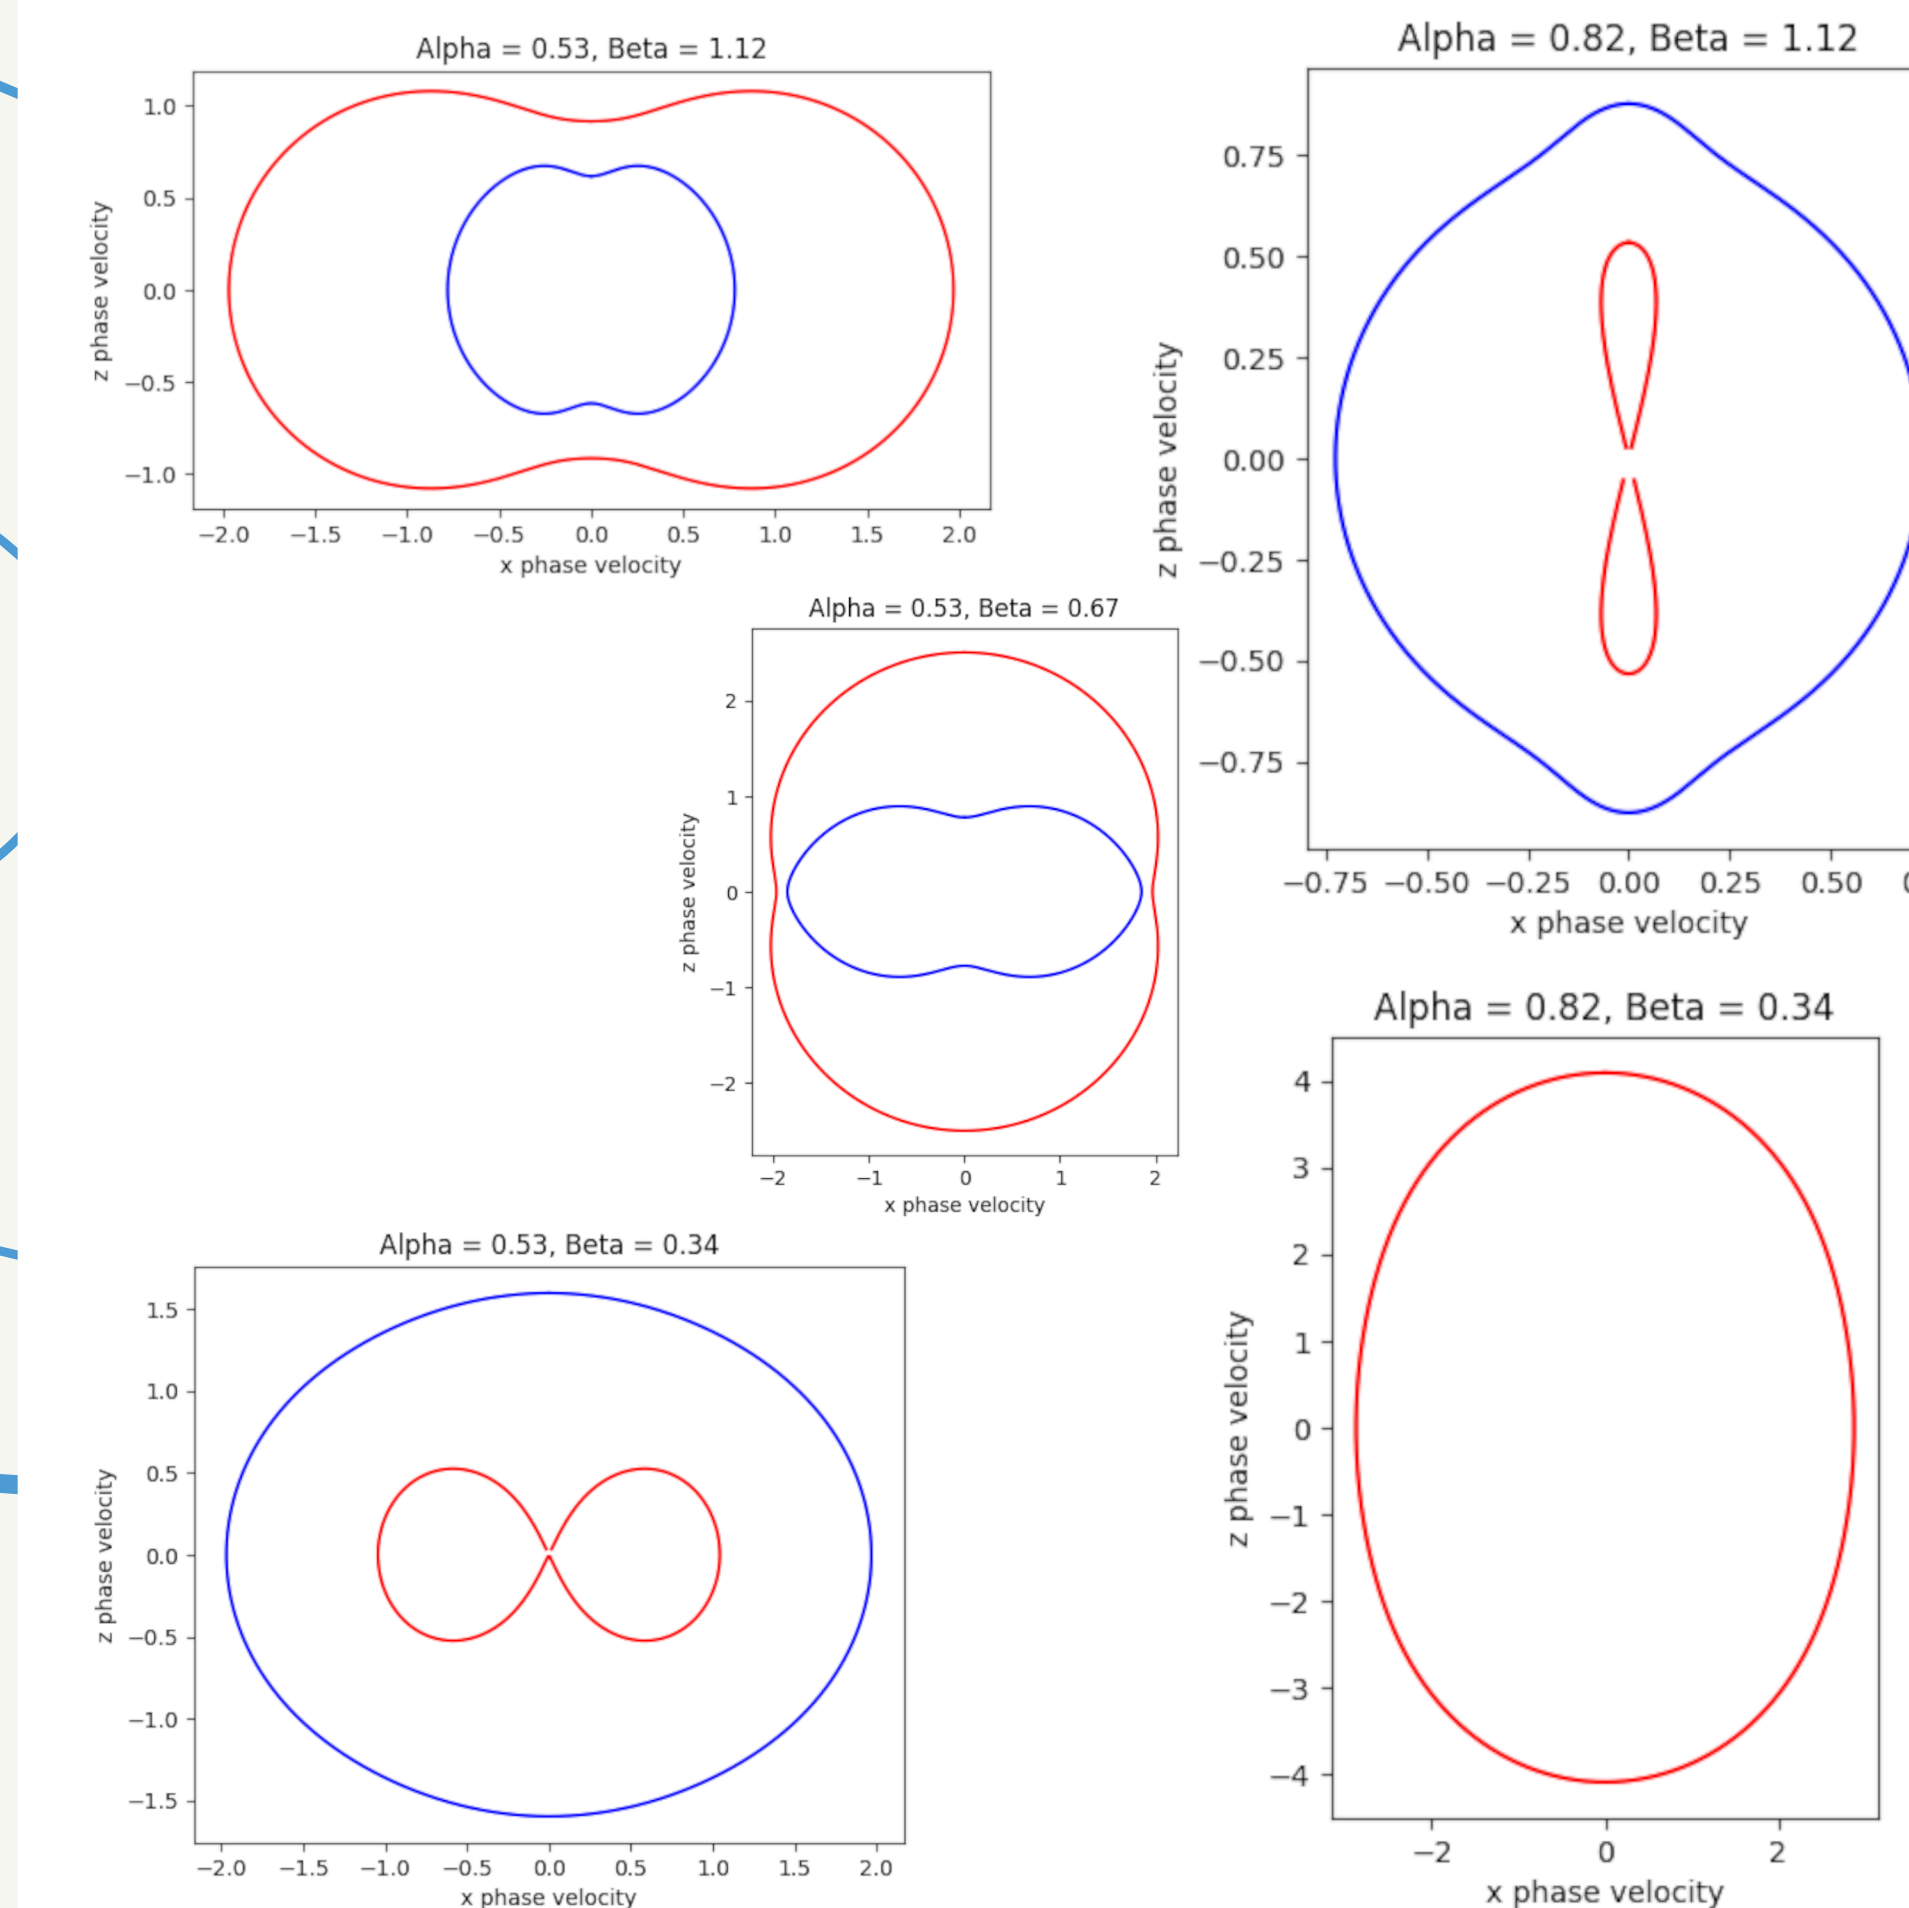 Alpha = 0.53, Beta = 1.12
1.0
0.5
0.0
−0.5
−1.0
z phase velocity
−2.0 −1.5 −1.0 −0.5 0.0 0.5 1.0 1.5 2.0
x phase velocity
Alpha = 0.82, Beta = 1.12
0.75
0.50
0.25
0.00
−0.25
−0.50
−0.75
z phase velocity
−0.75 −0.50 −0.25 0.00 0.25 0.50
x phase velocity
Alpha = 0.53, Beta = 0.67
2
1
0
−1
−2
z phase velocity
−2 −1 0 1 2
x phase velocity
Alpha = 0.53, Beta = 0.34
1.5
1.0
0.5
0.0
−0.5
−1.0
−1.5
z phase velocity
−2.0 −1.5 −1.0 −0.5 0.0 0.5 1.0 1.5 2.0
x phase velocity
Alpha = 0.82, Beta = 0.34
4
3
2
1
0
−1
−2
−3
−4
z phase velocity
−2 0 2
x phase velocity